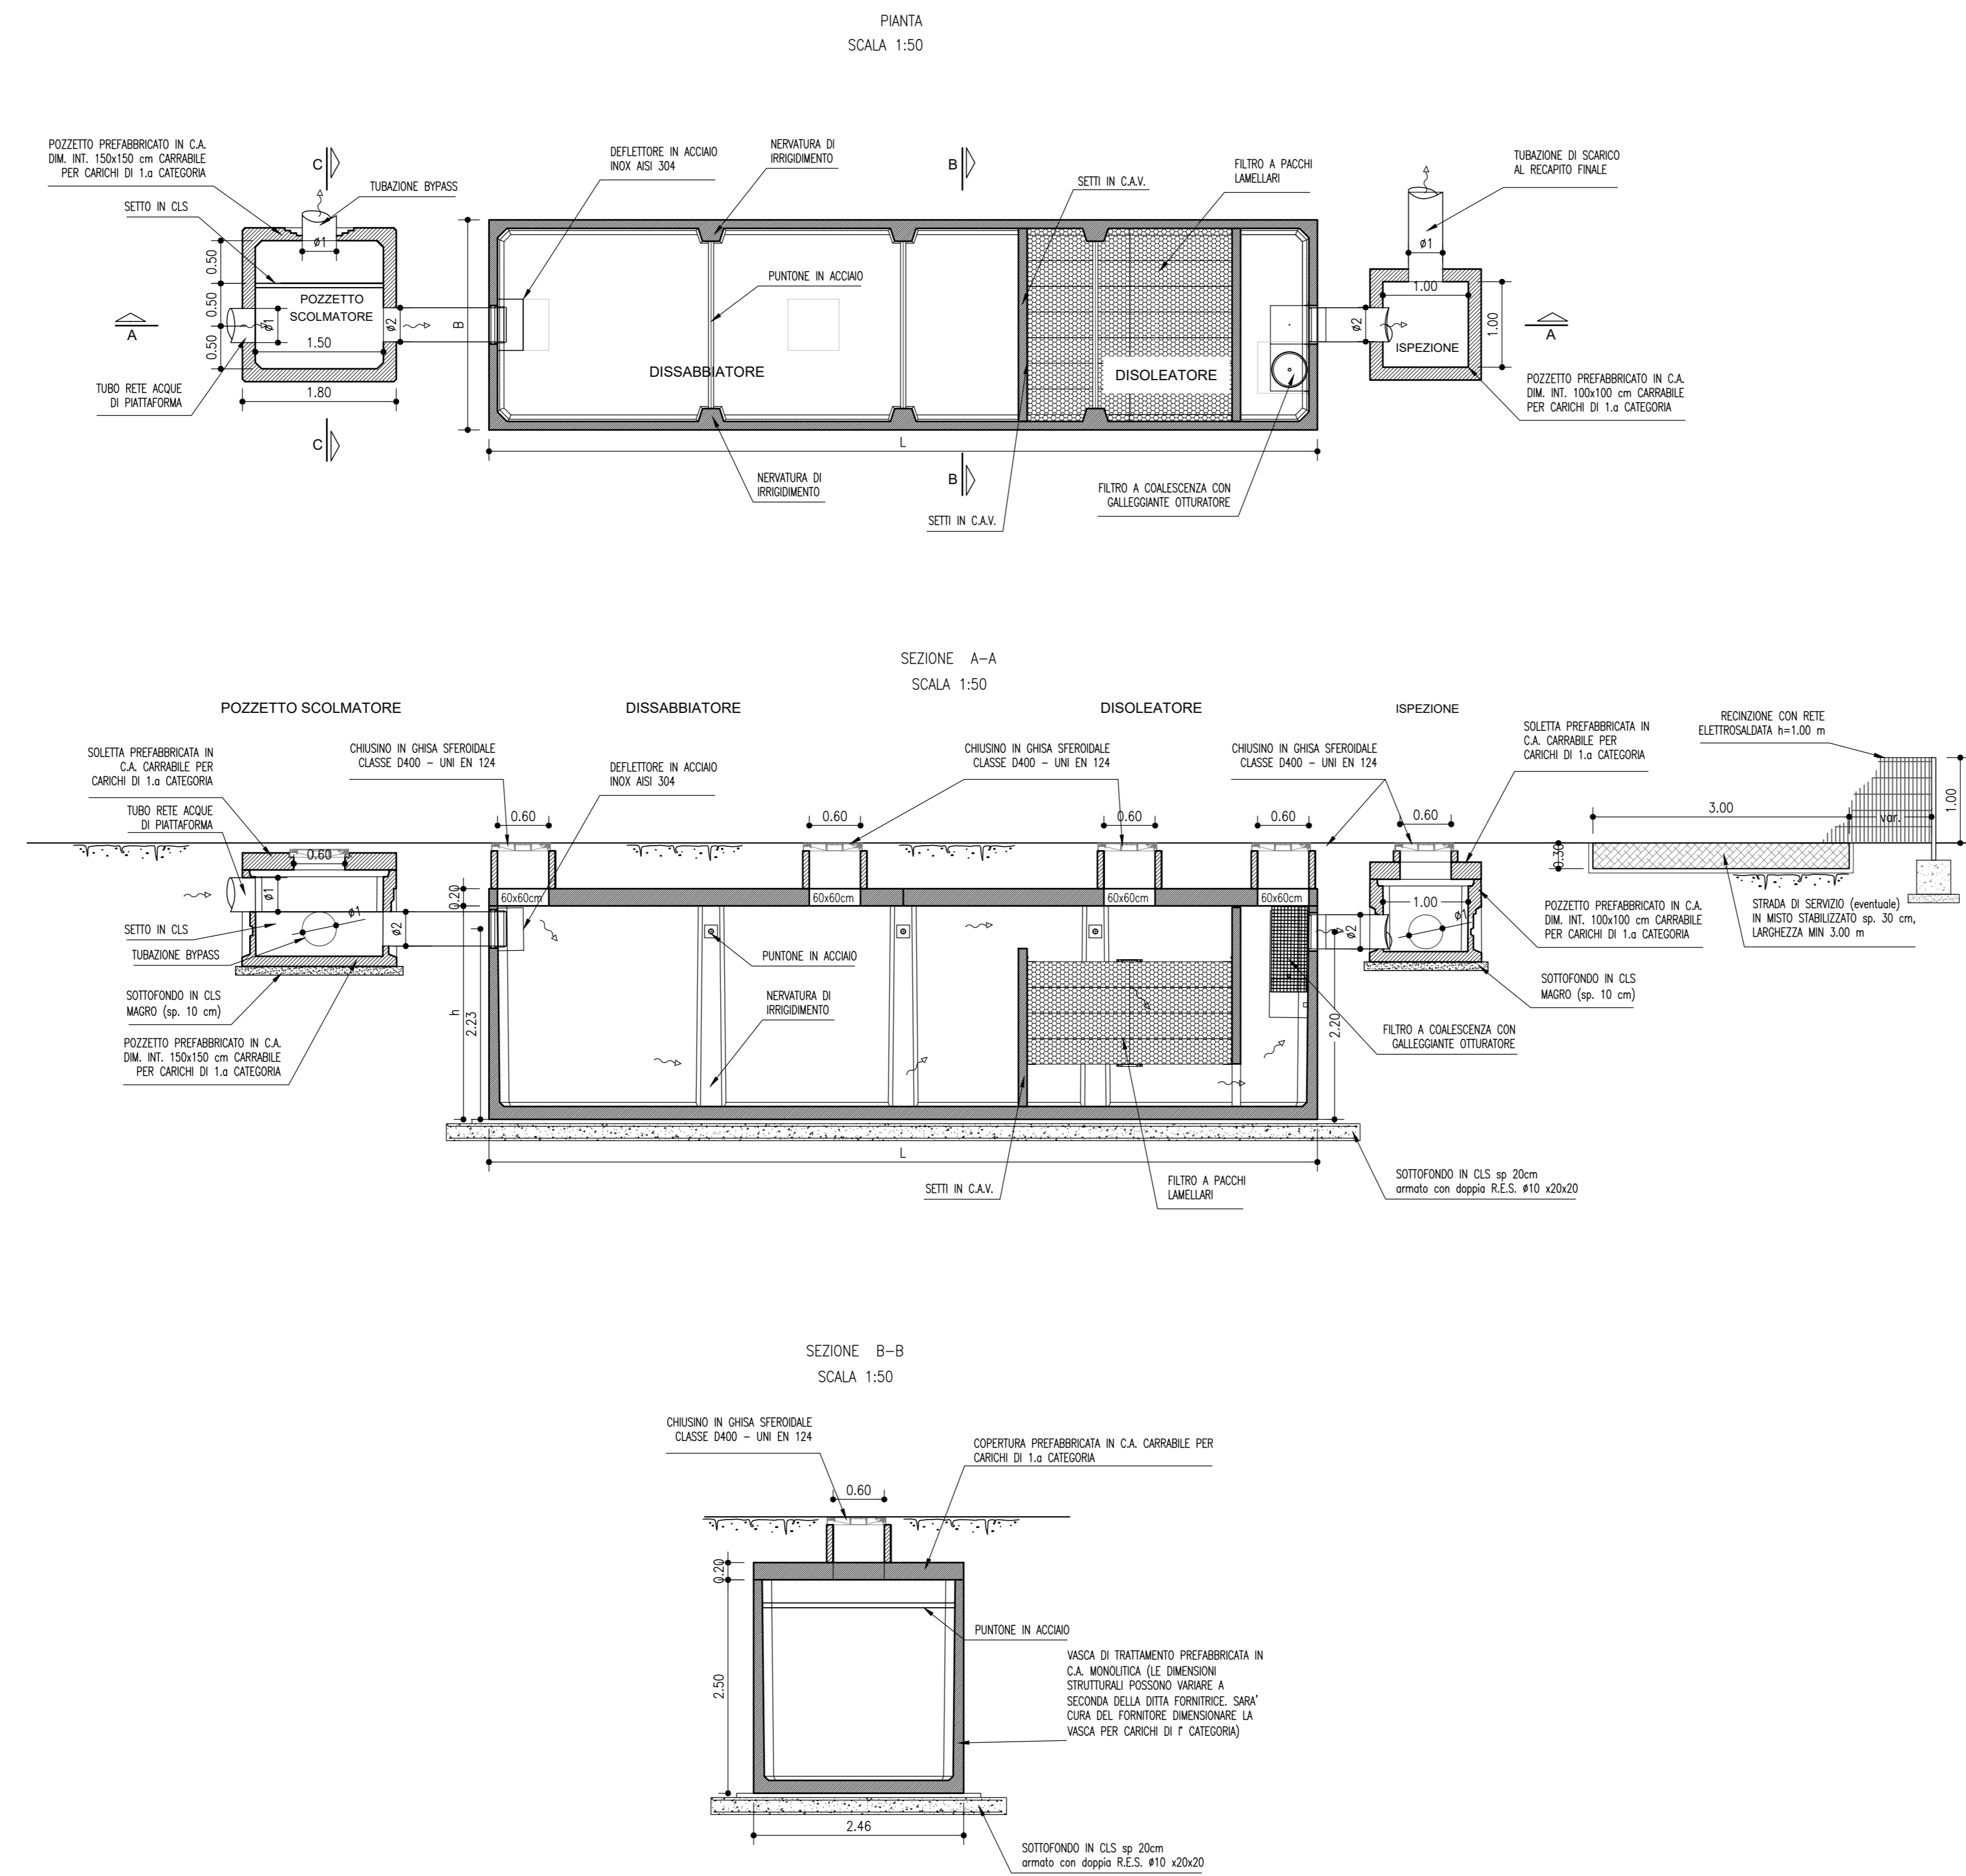 PIANTA
SCALA 1:50
POZZETTO PREFABBRICATO IN C.A.
DIM. INT. 150x150 cm CARRABILE
PER CARICHI DI 1.a CATEGORIA
SETTO IN CLS
C
TUBAZIONE BYPASS
DEFLETTORE IN ACCIAIO
INOX AISI 304
NERVATURA DI
IRRIGIDIMENTO
B
SETTI IN C.A.V.
FILTRO A PACCHI
LAMELLARI
TUBAZIONE DI SCARICO
AL RECAPITO FINALE
ø1
0.50
0.50
0.50
POZZETTO
SCOLMATORE
ø1
ø2
B
1.50
1.80
A
TUBO RETE ACQUE
DI PIATTAFORMA
C
PUNTONE IN ACCIAIO
DISSABBIATORE
DISOLEATORE
L
ø1
1.00
1.00
ø2
ISPEZIONE
A
POZZETTO PREFABBRICATO IN C.A.
DIM. INT. 100x100 cm CARRABILE
PER CARICHI DI 1.a CATEGORIA
NERVATURA DI
IRRIGIDIMENTO
B
SETTI IN C.A.V.
FILTRO A COALESCENZA CON
GALLEGGIANTE OTTURATORE
SEZIONE A-A
SCALA 1:50
POZZETTO SCOLMATORE
DISSABBIATORE
DISOLEATORE
ISPEZIONE
SOLETTA PREFABBRICATA IN
C.A. CARRABILE PER
CARICHI DI 1.a CATEGORIA
TUBO RETE ACQUE
DI PIATTAFORMA
CHIUSINO IN GHISA SFEROIDALE
CLASSE D400 - UNI EN 124
DEFLETTORE IN ACCIAIO
INOX AISI 304
CHIUSINO IN GHISA SFEROIDALE
CLASSE D400 - UNI EN 124
CHIUSINO IN GHISA SFEROIDALE
CLASSE D400 - UNI EN 124
SOLETTA PREFABBRICATA IN
C.A. CARRABILE PER
CARICHI DI 1.a CATEGORIA
RECINZIONE CON RETE
ELETTROSALDATA h=1.00 m
0.60
0.60
0.60
0.60
0.60
0.60
3.00
var.
1.00
0.30
0.20
60x60cm
60x60cm
60x60cm
60x60cm
SETTO IN CLS
TUBAZIONE BYPASS
ø1
ø1
ø2
SOTTOFONDO IN CLS
MAGRO (sp. 10 cm)
POZZETTO PREFABBRICATO IN C.A.
DIM. INT. 150x150 cm CARRABILE
PER CARICHI DI 1.a CATEGORIA
h
2.23
PUNTONE IN ACCIAIO
NERVATURA DI
IRRIGIDIMENTO
2.20
ø2
1.00
ø1
POZZETTO PREFABBRICATO IN C.A.
DIM. INT. 100x100 cm CARRABILE
PER CARICHI DI 1.a CATEGORIA
STRADA DI SERVIZIO (eventuale)
IN MISTO STABILIZZATO sp. 30 cm,
LARGHEZZA MIN 3.00 m
SOTTOFONDO IN CLS
MAGRO (sp. 10 cm)
FILTRO A COALESCENZA CON
GALLEGGIANTE OTTURATORE
L
SETTI IN C.A.V.
FILTRO A PACCHI
LAMELLARI
SOTTOFONDO IN CLS sp 20cm
armato con doppia R.E.S. ø10 x20x20
SEZIONE B-B
SCALA 1:50
CHIUSINO IN GHISA SFEROIDALE
CLASSE D400 - UNI EN 124
COPERTURA PREFABBRICATA IN C.A. CARRABILE PER
CARICHI DI 1.a CATEGORIA
0.60
0.20
2.50
PUNTONE IN ACCIAIO
VASCA DI TRATTAMENTO PREFABBRICATA IN
C.A. MONOLITICA (LE DIMENSIONI
STRUTTURALI POSSONO VARIARE A
SECONDA DELLA DITTA FORNITRICE. SARA'
CURA DEL FORNITORE DIMENSIONARE LA
VASCA PER CARICHI DI I° CATEGORIA)
2.46
SOTTOFONDO IN CLS sp 20cm
armato con doppia R.E.S. ø10 x20x20